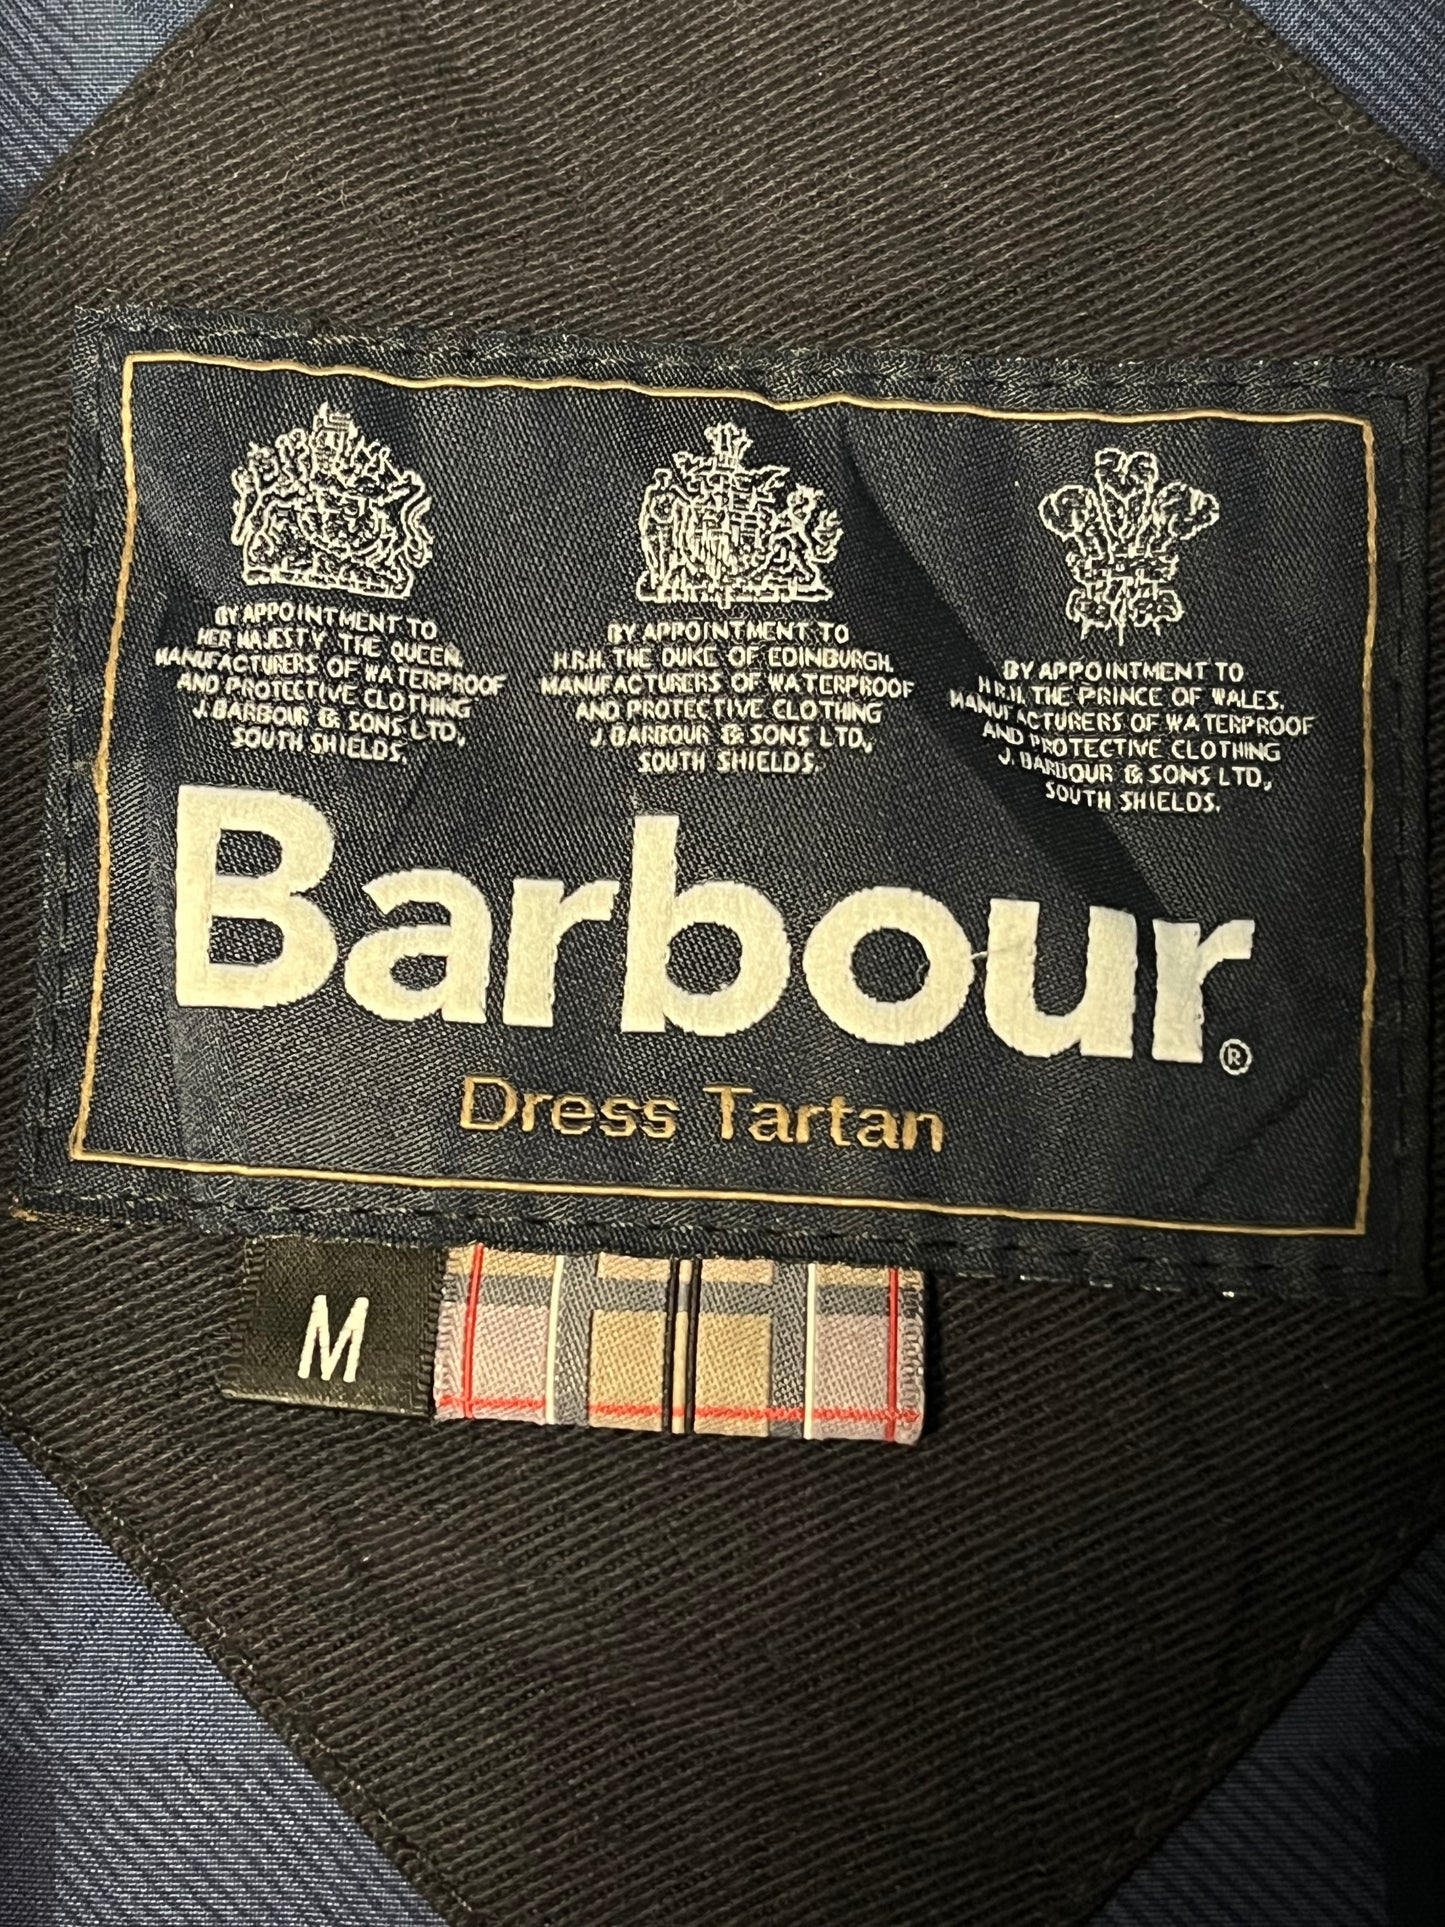 BY APPOINTMENT TO
HER MAJESTY THE QUEEN,
MANUFACTURERS OF WATERPROOF
AND PROTECTIVE CLOTHING
J. BARBOUR & SONS LTD.,
SOUTH SHIELDS.
BY APPOINTMENT TO
H.R.H. THE DUKE OF EDINBURGH,
MANUFACTURERS OF WATERPROOF
AND PROTECTIVE CLOTHING
J. BARBOUR & SONS LTD.,
SOUTH SHIELDS.
BY APPOINTMENT TO
H.R.H. THE PRINCE OF WALES,
MANUFACTURERS OF WATERPROOF
AND PROTECTIVE CLOTHING
J. BARBOUR & SONS LTD.,
SOUTH SHIELDS.
Barbour®
Dress Tartan
M